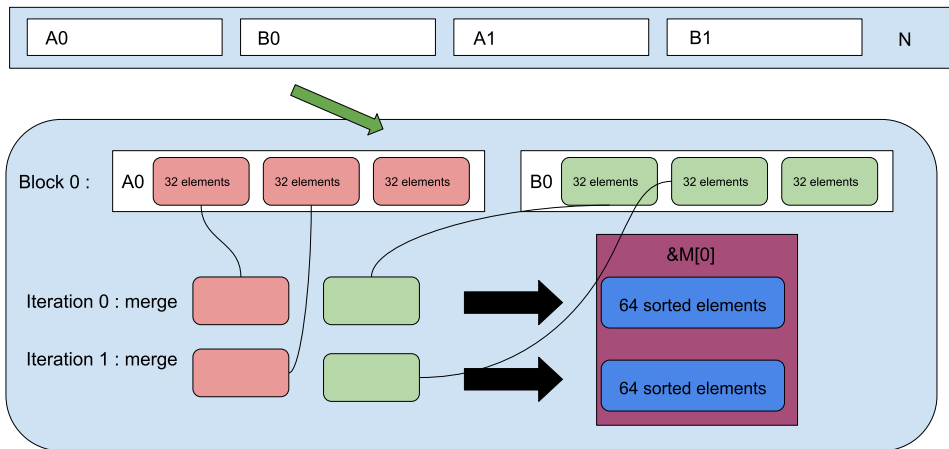 A0 B0 A1 B1 N
Block 0 : A0 32 elements 32 elements 32 elements B0 32 elements 32 elements 32 elements
&M[0]
Iteration 0 : merge 64 sorted elements
Iteration 1 : merge 64 sorted elements